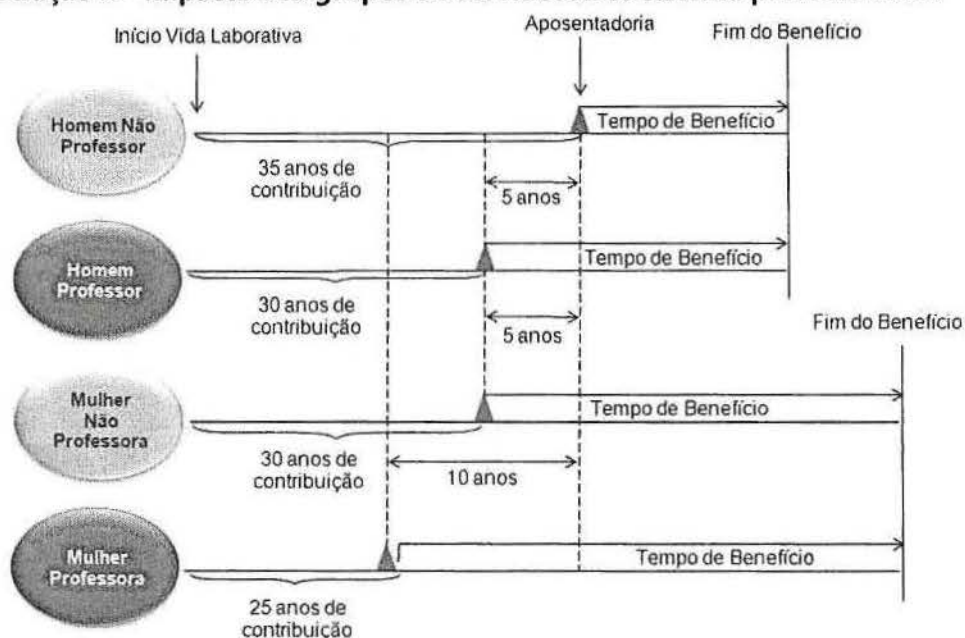 Início Vida Laborativa
Aposentadoria
Fim do Benefício
Homem Não
Professor
Tempo de Benefício
35 anos de
contribuição
5 anos
Homem
Professor
Tempo de Benefício
30 anos de
contribuição
5 anos
Fim do Benefício
Mulher
Não
Professora
Tempo de Benefício
30 anos de
contribuição
10 anos
Mulher
Professora
Tempo de Benefício
25 anos de
contribuição